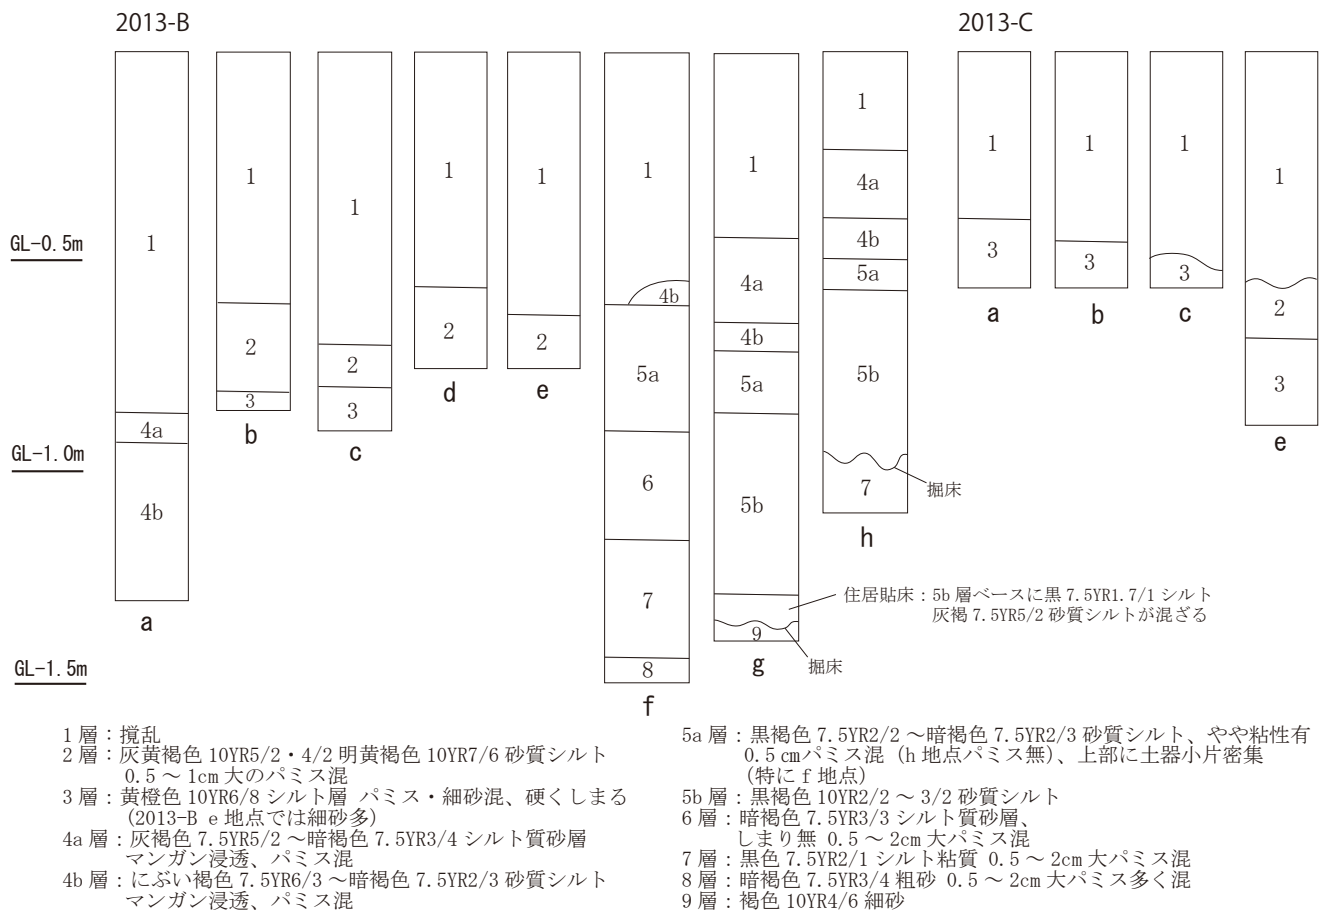 2013-B
2013-C
GL-0.5m
GL-1.0m
GL-1.5m
1
4a
4b
a
1
2
3
b
1
2
3
c
1
2
d
1
2
e
1
4b
5a
6
7
8
f
1
4a
4b
5a
5b
9
g
掘床
住居貼床：5b 層ベースに黒 7.5YR1.7/1 シルト
灰褐 7.5YR5/2 砂質シルトが混ざる
1
4a
4b
5a
5b
7
h
掘床
1
3
a
1
3
b
1
3
c
1
2
3
e
1 層：撹乱
2 層：灰黄褐色 10YR5/2・4/2 明黄褐色 10YR7/6 砂質シルト
0.5 ～ 1cm 大のパミス混
3 層：黄橙色 10YR6/8 シルト層 パミス・細砂混、硬くしまる
(2013-B e 地点では細砂多)
4a 層：灰褐色 7.5YR5/2 ～暗褐色 7.5YR3/4 シルト質砂層
マンガン浸透、パミス混
4b 層：にぶい褐色 7.5YR6/3 ～暗褐色 7.5YR2/3 砂質シルト
マンガン浸透、パミス混
5a 層：黒褐色 7.5YR2/2 ～暗褐色 7.5YR2/3 砂質シルト、やや粘性有
0.5 ㎝パミス混（h 地点パミス無）、上部に土器小片密集
(特に f 地点)
5b 層：黒褐色 10YR2/2 ～ 3/2 砂質シルト
6 層：暗褐色 7.5YR3/3 シルト質砂層、
しまり無 0.5 ～ 2cm 大パミス混
7 層：黒色 7.5YR2/1 シルト粘質 0.5 ～ 2cm 大パミス混
8 層：暗褐色 7.5YR3/4 粗砂 0.5 ～ 2cm 大パミス多く混
9 層：褐色 10YR4/6 細砂